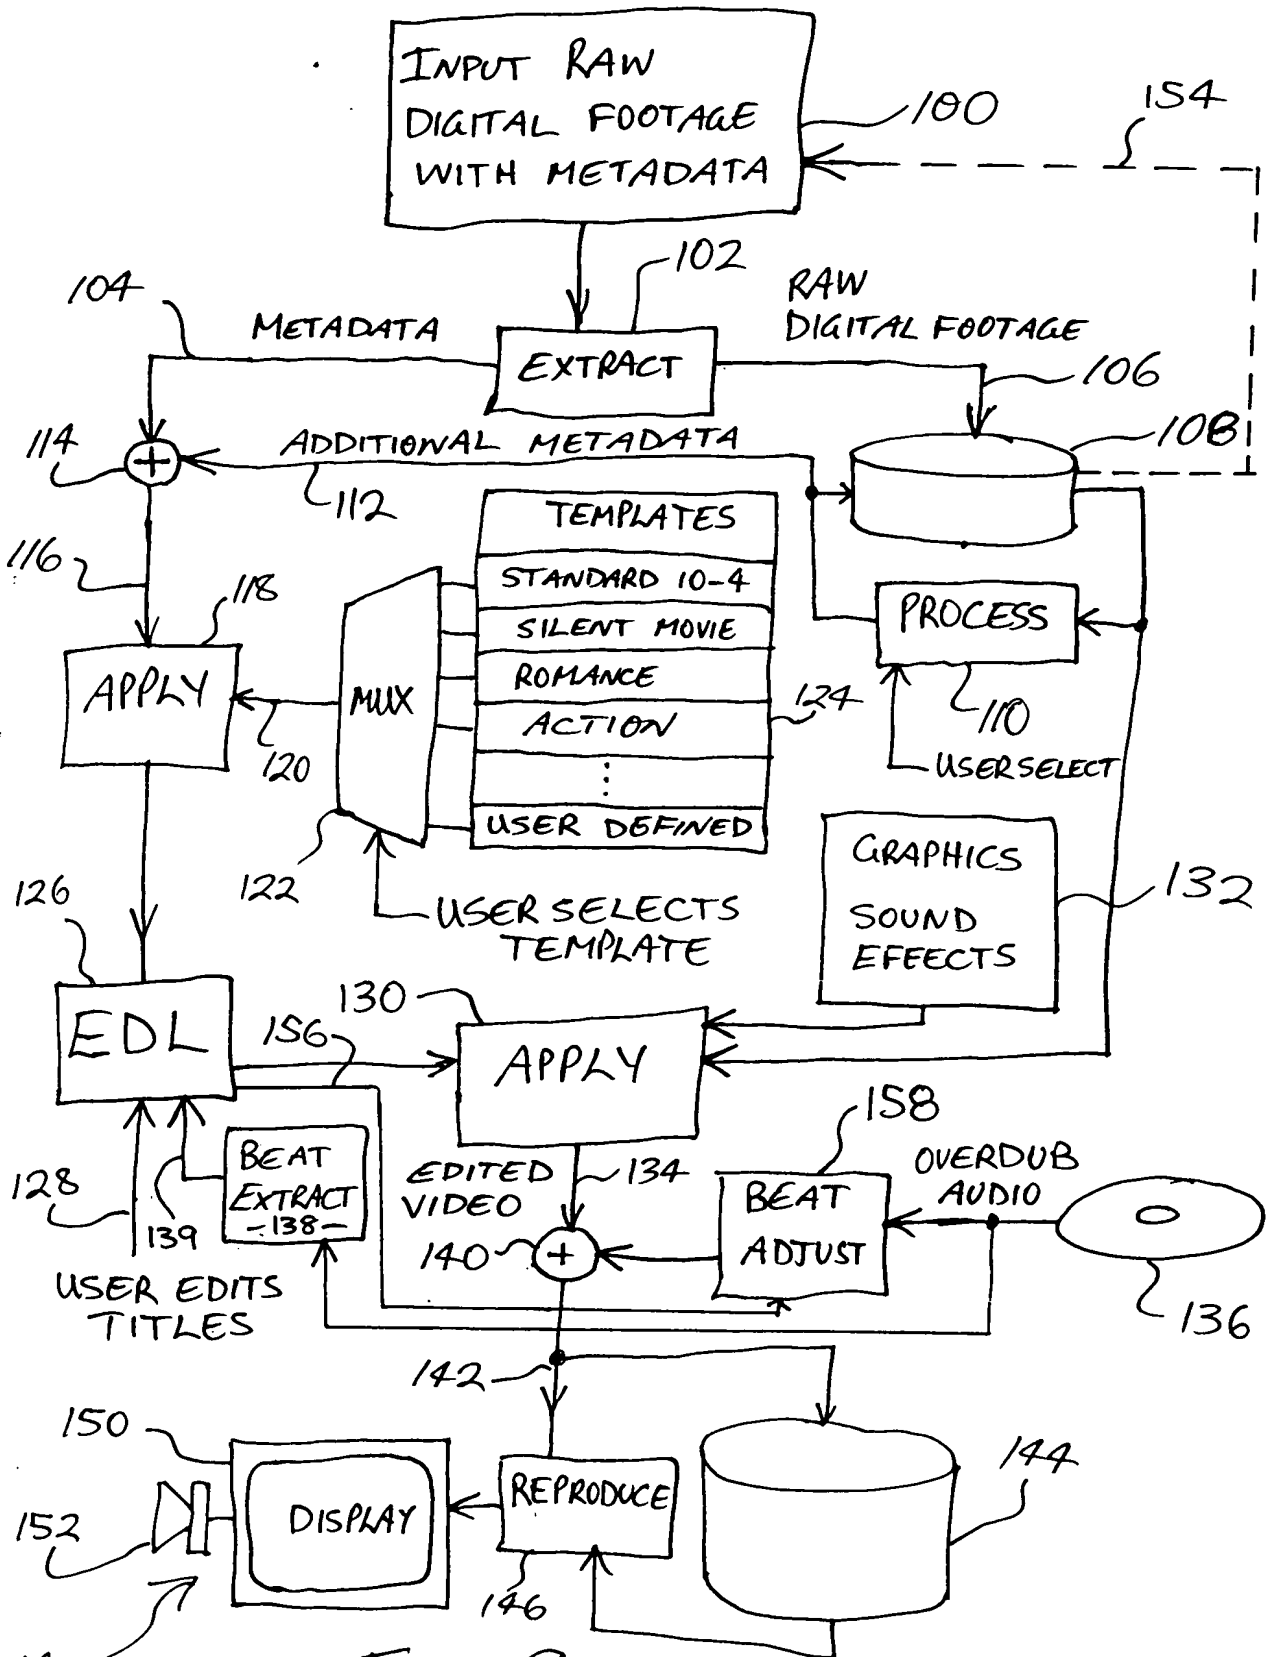 INPUT RAW
DIGITAL FOOTAGE
WITH METADATA
100
154
102
104
METADATA
RAW
DIGITAL FOOTAGE
EXTRACT
106
114
ADDITIONAL METADATA
108
112
TEMPLATES
116
118
STANDARD 10-4
SILENT MOVIE
PROCESS
APPLY
MUX
ROMANCE
ACTION
124
110
120
USER SELECT
USER DEFINED
GRAPHICS
SOUND
EFFECTS
132
122
126
USER SELECTS
TEMPLATE
130
EDL
156
APPLY
158
BEAT
EXTRACT
-138-
EDITED
VIDEO
134
BEAT
ADJUST
OVERDUB
AUDIO
128
139
140
USER EDITS
TITLES
136
142
150
144
REPRODUCE
DISPLAY
152
146